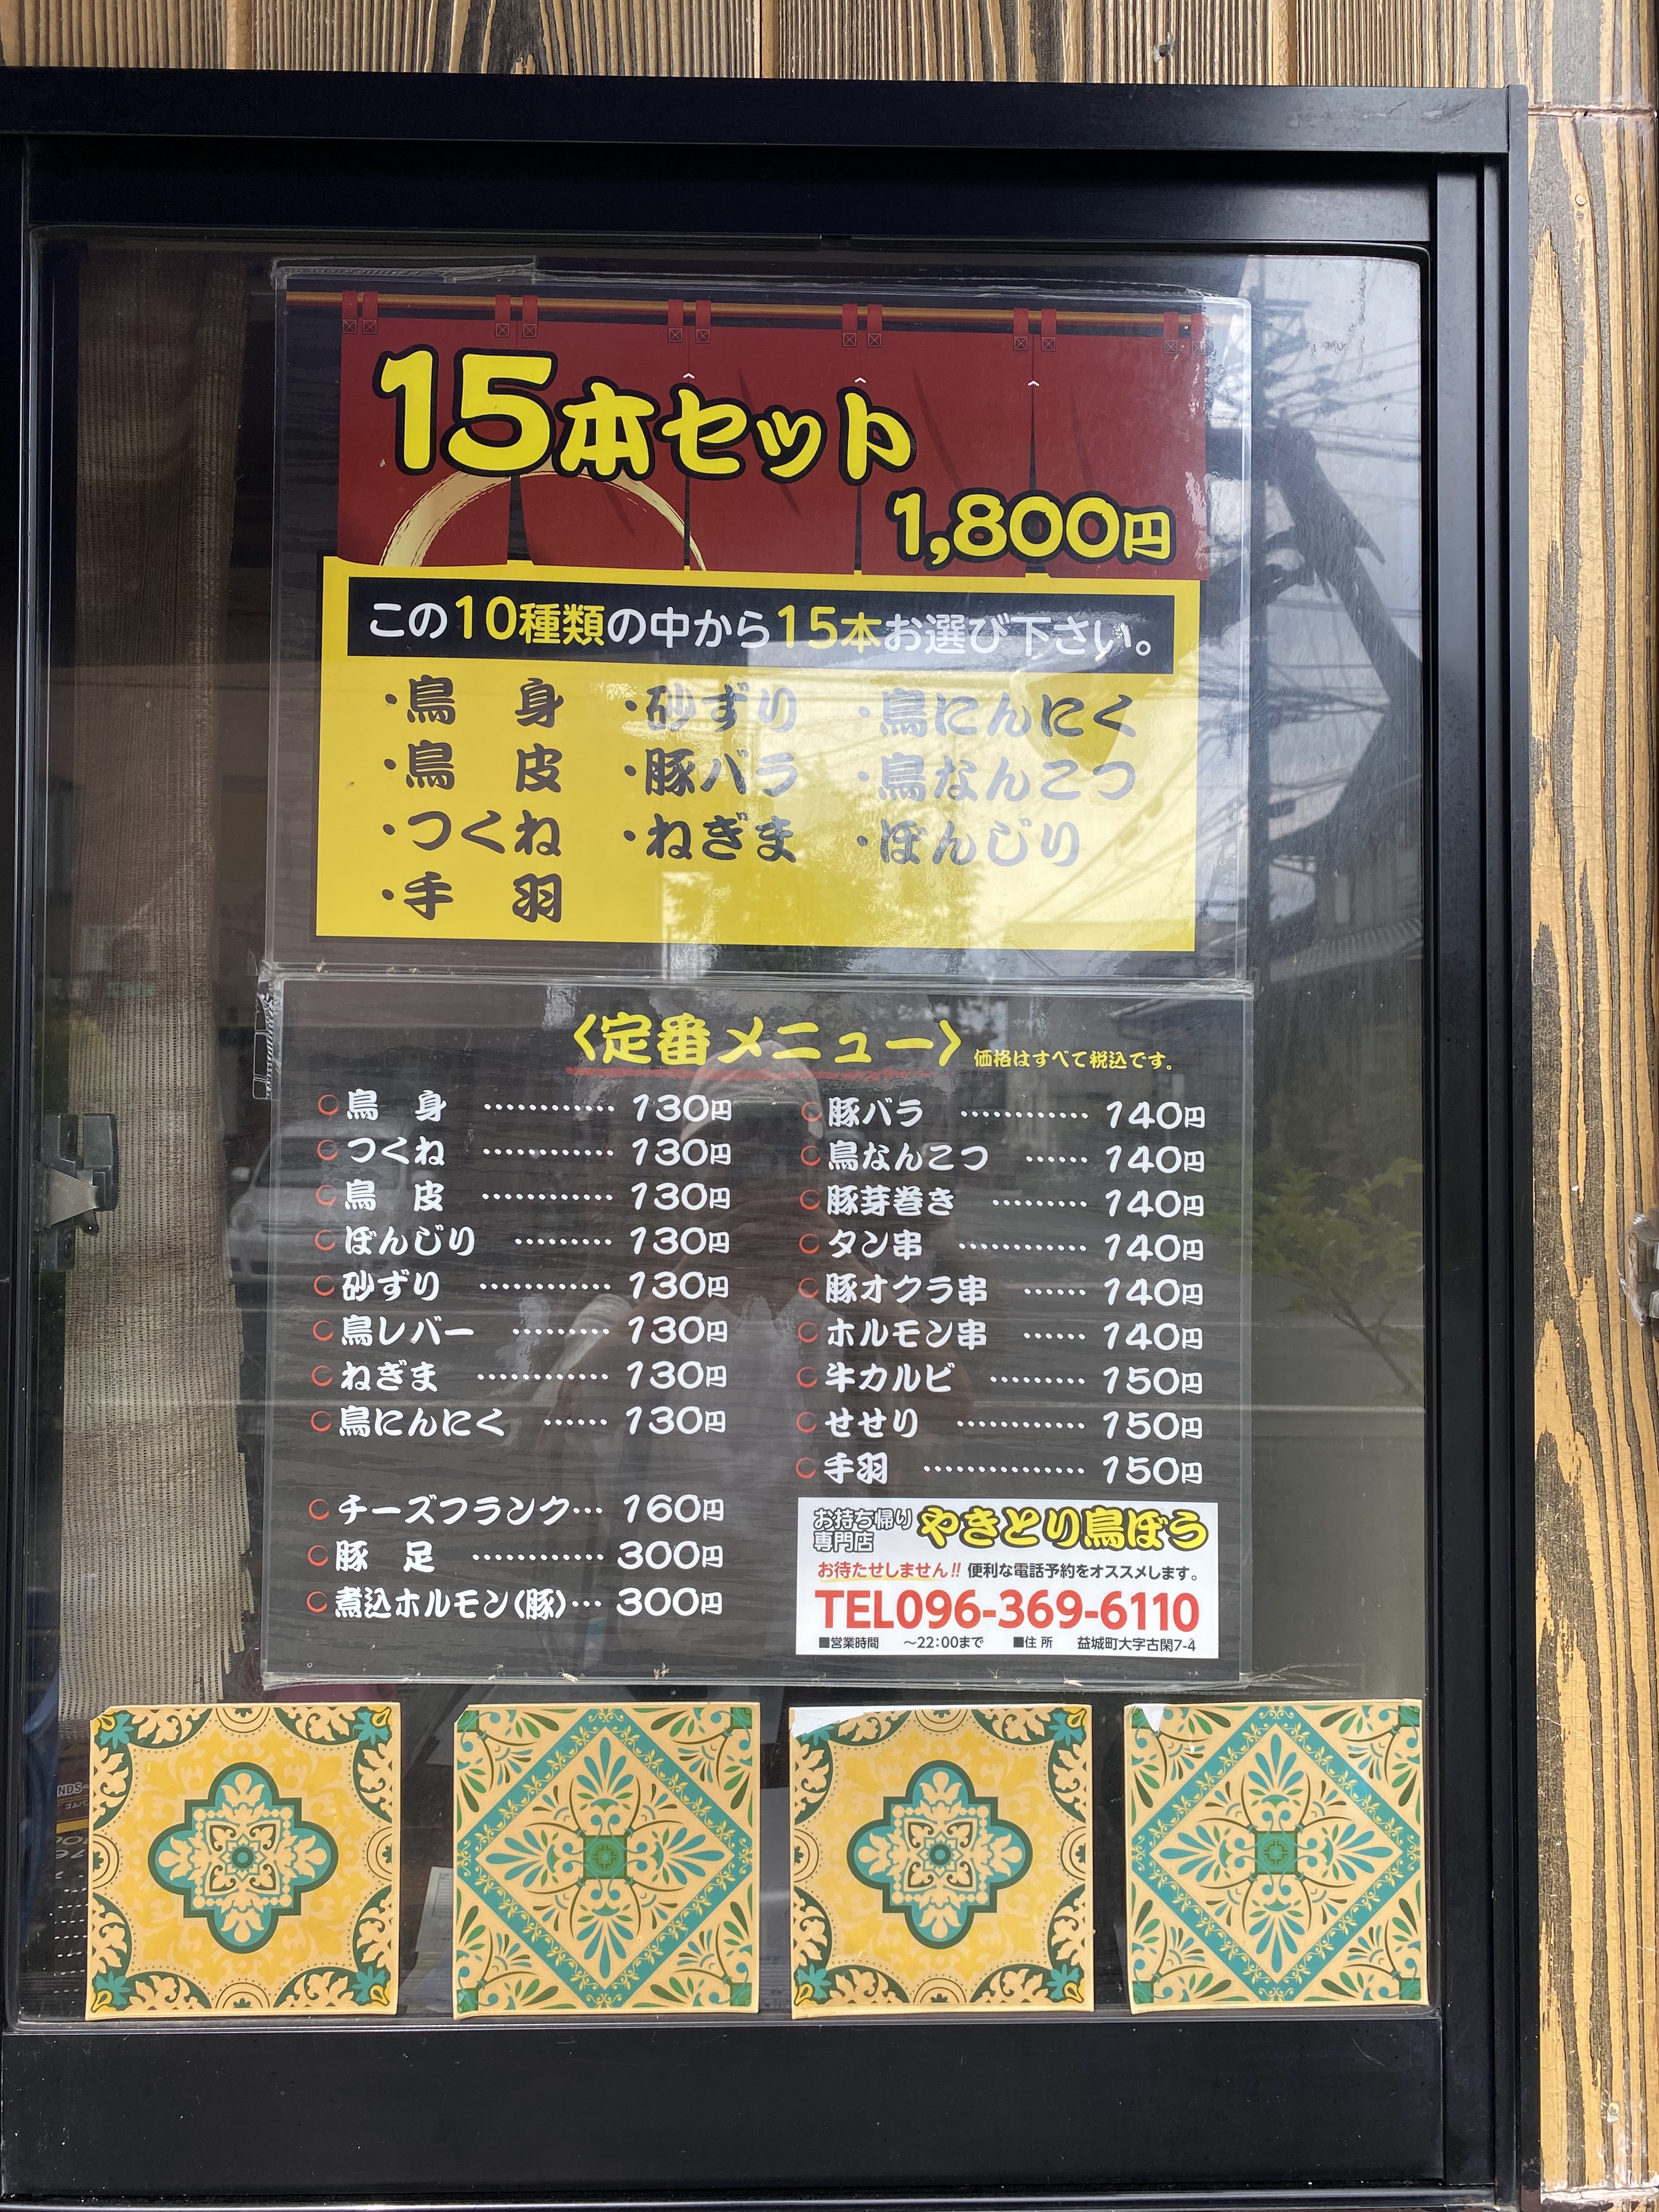 15本セット
1,800円
この10種類の中から15本お選び下さい。
・鳥 身 ・砂ずり ・鳥にんにく
・鳥 皮 ・豚バラ ・鳥なんこつ
・つくね ・ねぎま ・ぼんじり
・手 羽
〈定番メニュー〉価格はすべて税込です。
○鳥 身 ………… 130円
○つくね ………… 130円
○鳥 皮 ………… 130円
○ぼんじり ……… 130円
○砂ずり ………… 130円
○鳥レバー ……… 130円
○ねぎま ………… 130円
○鳥にんにく …… 130円
○チーズフランク… 160円
○豚 足 ………… 300円
○煮込ホルモン(豚)… 300円
○豚バラ ………… 140円
○鳥なんこつ …… 140円
○豚芽巻き ……… 140円
○タン串 ………… 140円
○豚オクラ串 …… 140円
○ホルモン串 …… 140円
○牛カルビ ……… 150円
○せせり ………… 150円
○手羽 …………… 150円
お持ち帰り専門店 やきとり鳥ぼう
お待たせしません!! 便利な電話予約をオススメします。
TEL096-369-6110
■営業時間 ～22:00まで ■住所 益城町大字古閑7-4